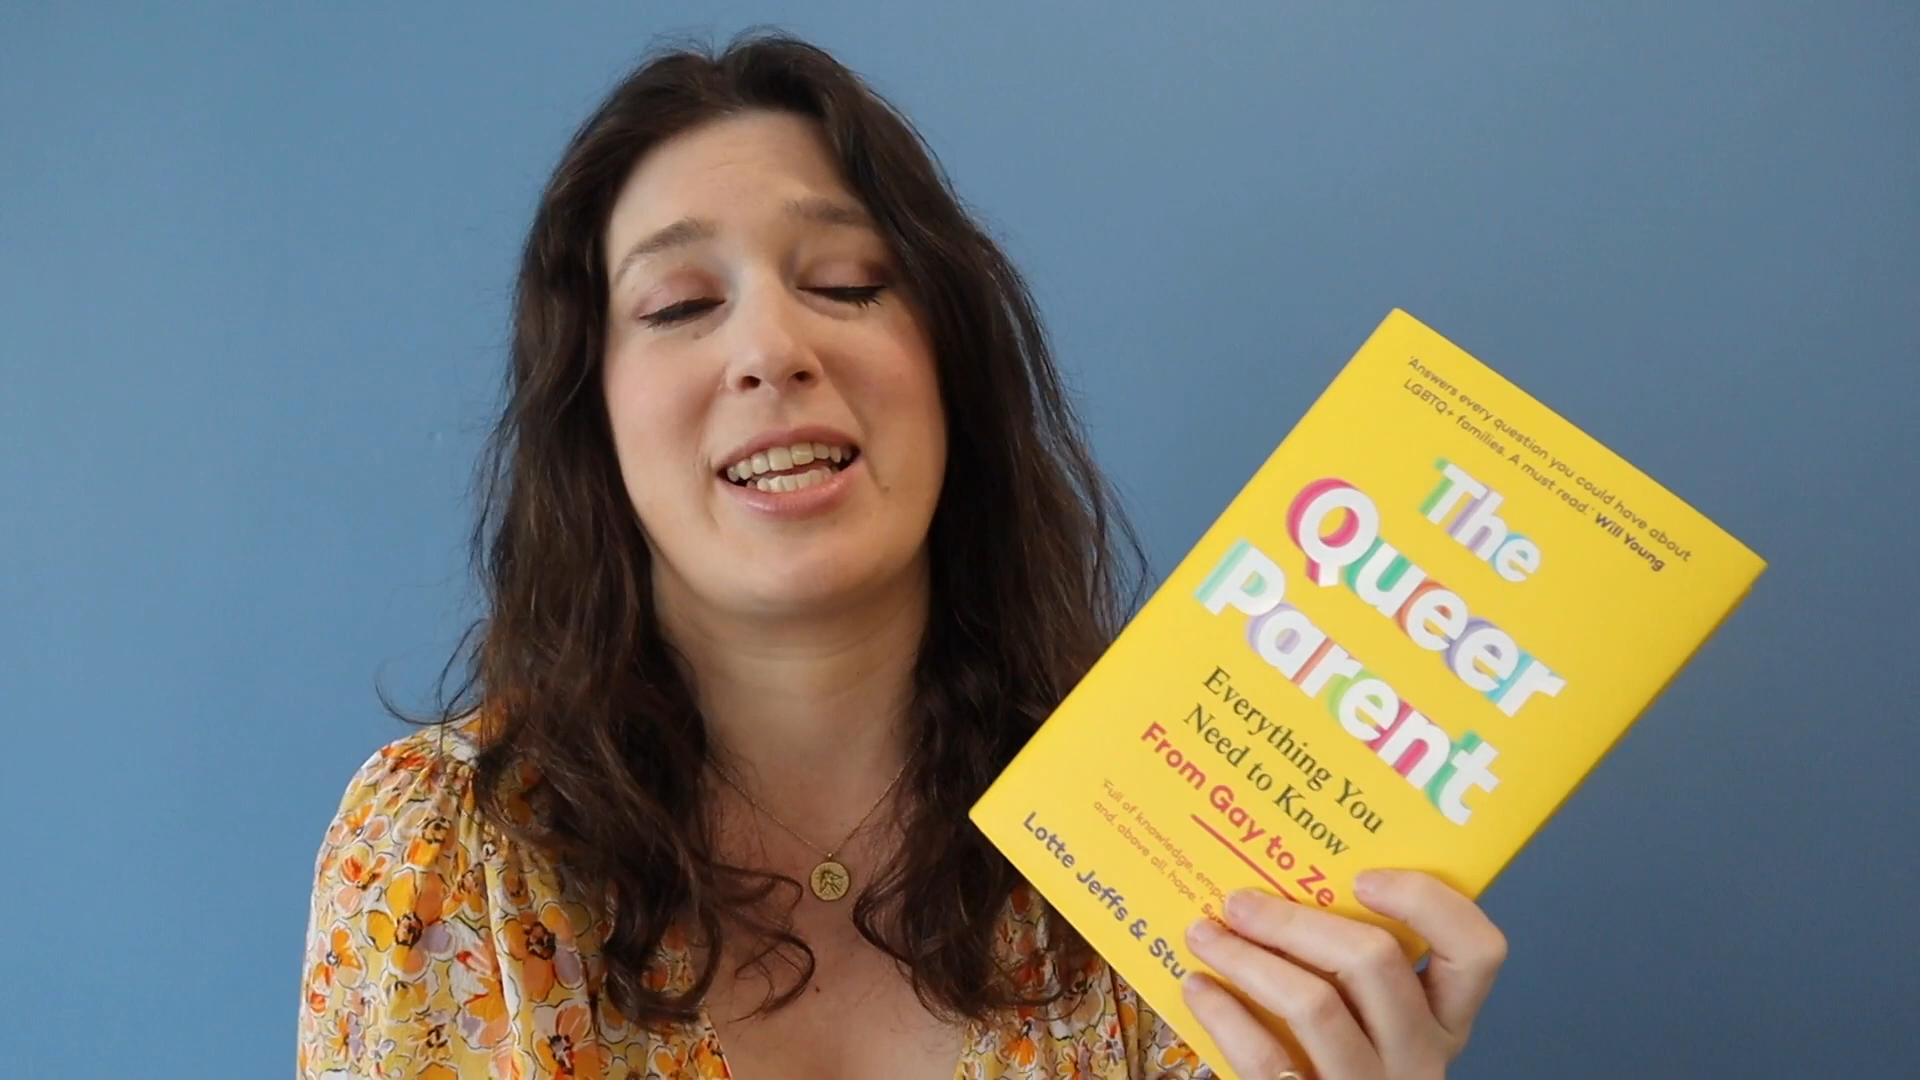 'Answers every question you could have about
LGBTQ+ families. A must read.' Will Young
The
Queer
Parent
Everything You
Need to Know
From Gay to Ze
'Full of knowledge,
and, above all, hope.'
Lotte Jeffs & Stu